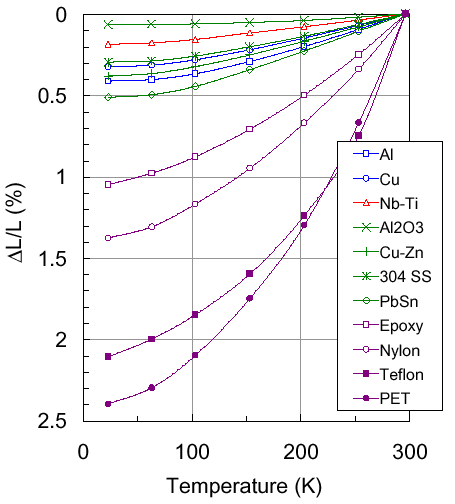 0
0.5
1
1.5
2
2.5
ΔL/L (%)
0 100 200 300
Temperature (K)
Al
Cu
Nb-Ti
Al2O3
Cu-Zn
304 SS
PbSn
Epoxy
Nylon
Teflon
PET